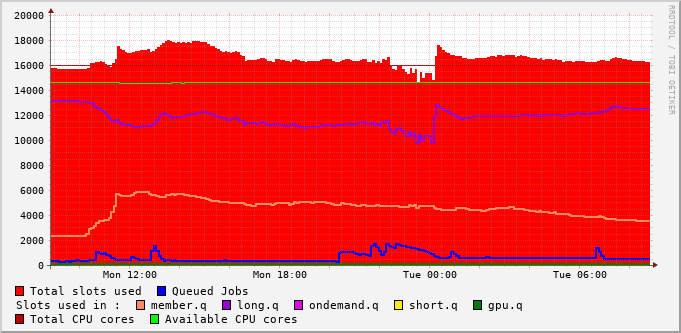 20000
18000
16000
14000
12000
10000
8000
6000
4000
2000
0
Mon 12:00 Mon 18:00 Tue 00:00 Tue 06:00
Total slots used Queued Jobs
Slots used in : member.q long.q ondemand.q short.q gpu.q
Total CPU cores Available CPU cores
RRDTOOL / TOBI OETIKER